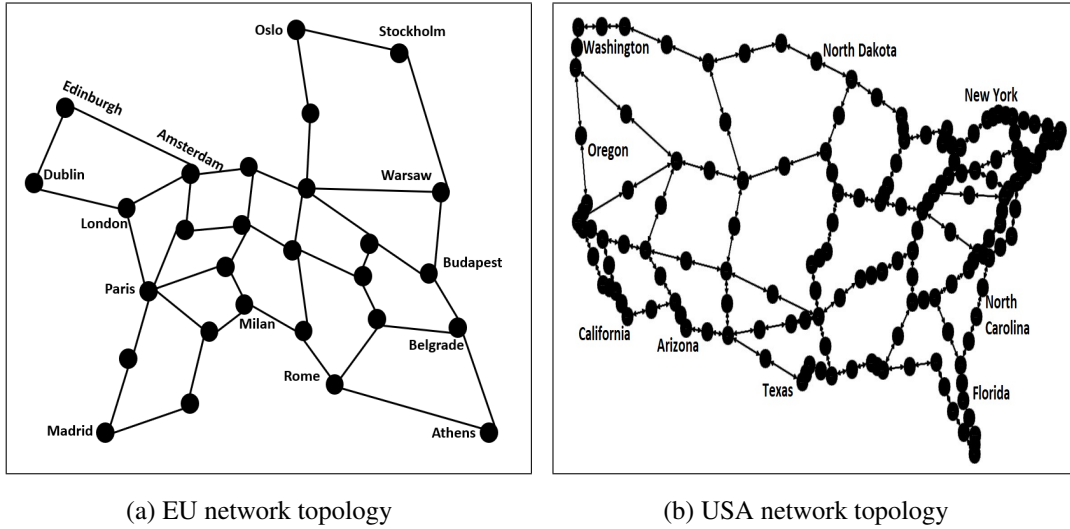 Oslo
Stockholm
Edinburgh
Amsterdam
Dublin
Warsaw
London
Budapest
Paris
Milan
Belgrade
Rome
Madrid
Athens
Washington
North Dakota
New York
Oregon
California
Arizona
North
Carolina
Texas
Florida
(a) EU network topology
(b) USA network topology